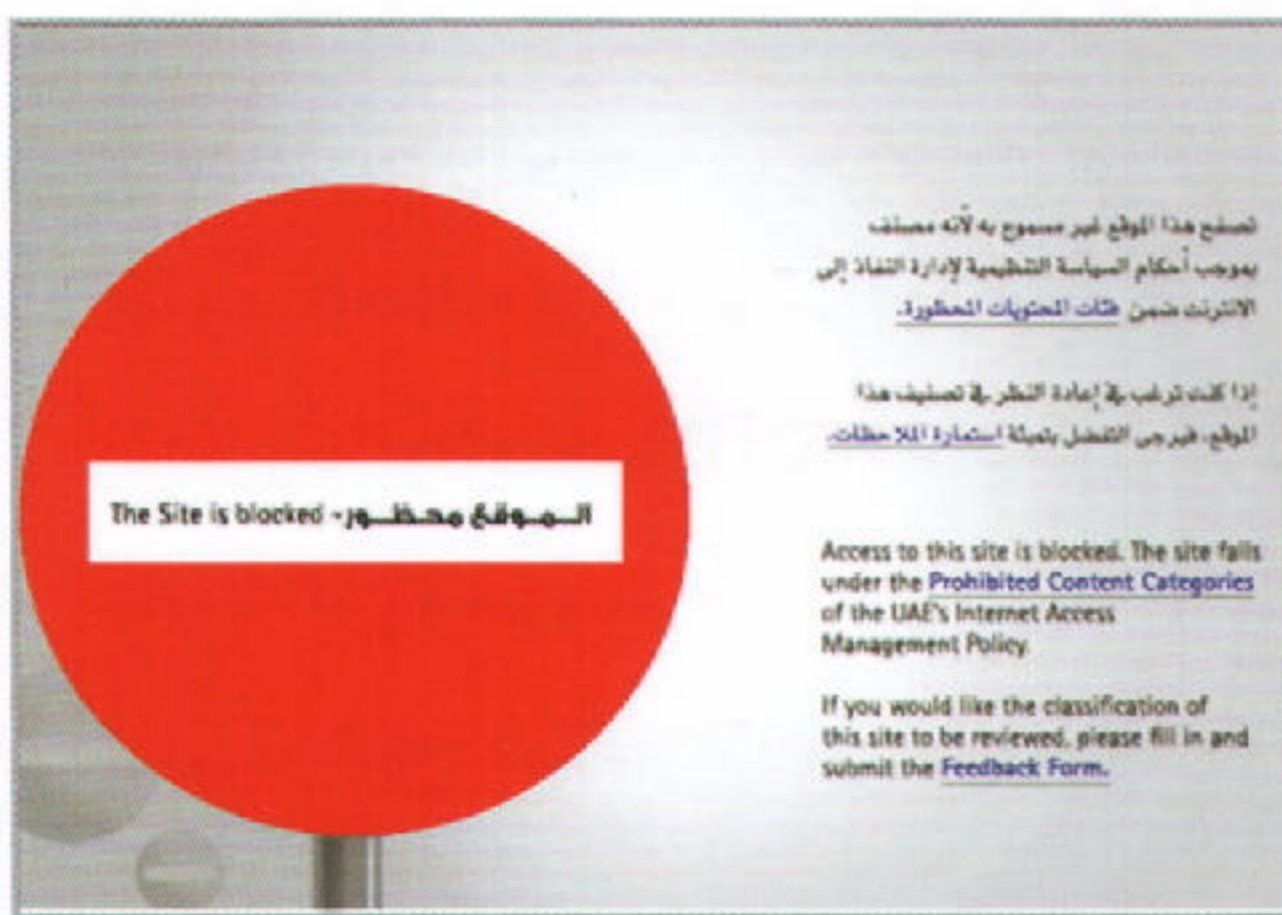 The Site is blocked - الموقع محظور
تصفح هذا الموقع غير مسموح به لأنه مصنف
بموجب أحكام السياسة التنظيمية لإدارة النفاذ إلى
الانترنت ضمن فئات المحتويات المحظورة.
إذا كنت ترغب في إعادة النظر في تصنيف هذا
الموقع، فيرجى التفضل بتعبئة استمارة الملاحظات.
Access to this site is blocked. The site falls
under the Prohibited Content Categories
of the UAE's Internet Access
Management Policy.
If you would like the classification of
this site to be reviewed, please fill in and
submit the Feedback Form.